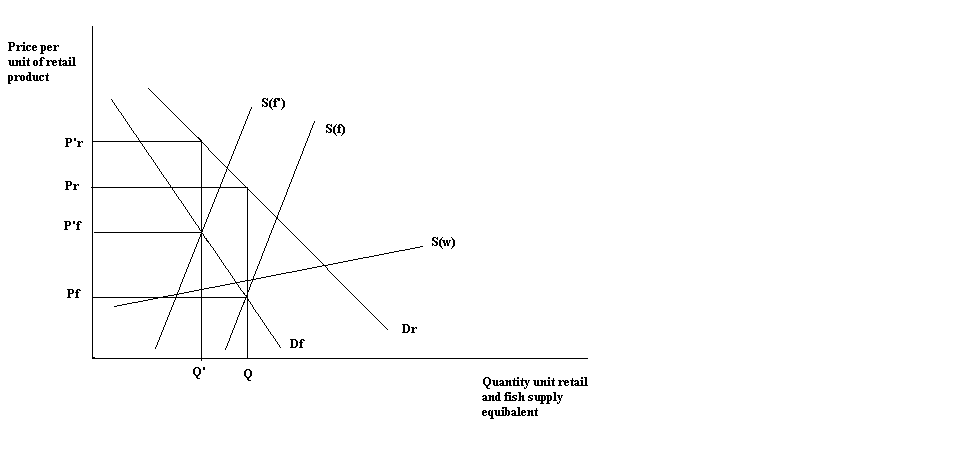 Price per
unit of retail
product
S(f')
S(f)
P'r
Pr
P'f
S(w)
Pf
Dr
Df
Q'
Q
Quantity unit retail
and fish supply
equibalent